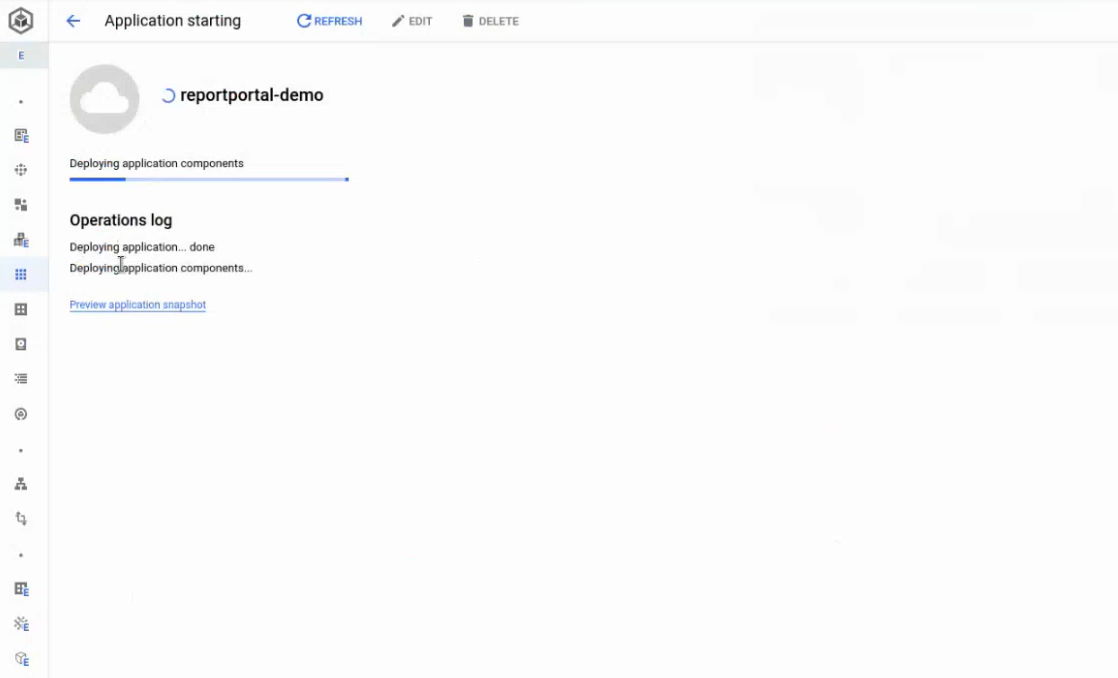 Application starting REFRESH EDIT DELETE
E
reportportal-demo
Deploying application components
Operations log
Deploying application... done
Deploying application components...
Preview application snapshot
E
E
E
E
E